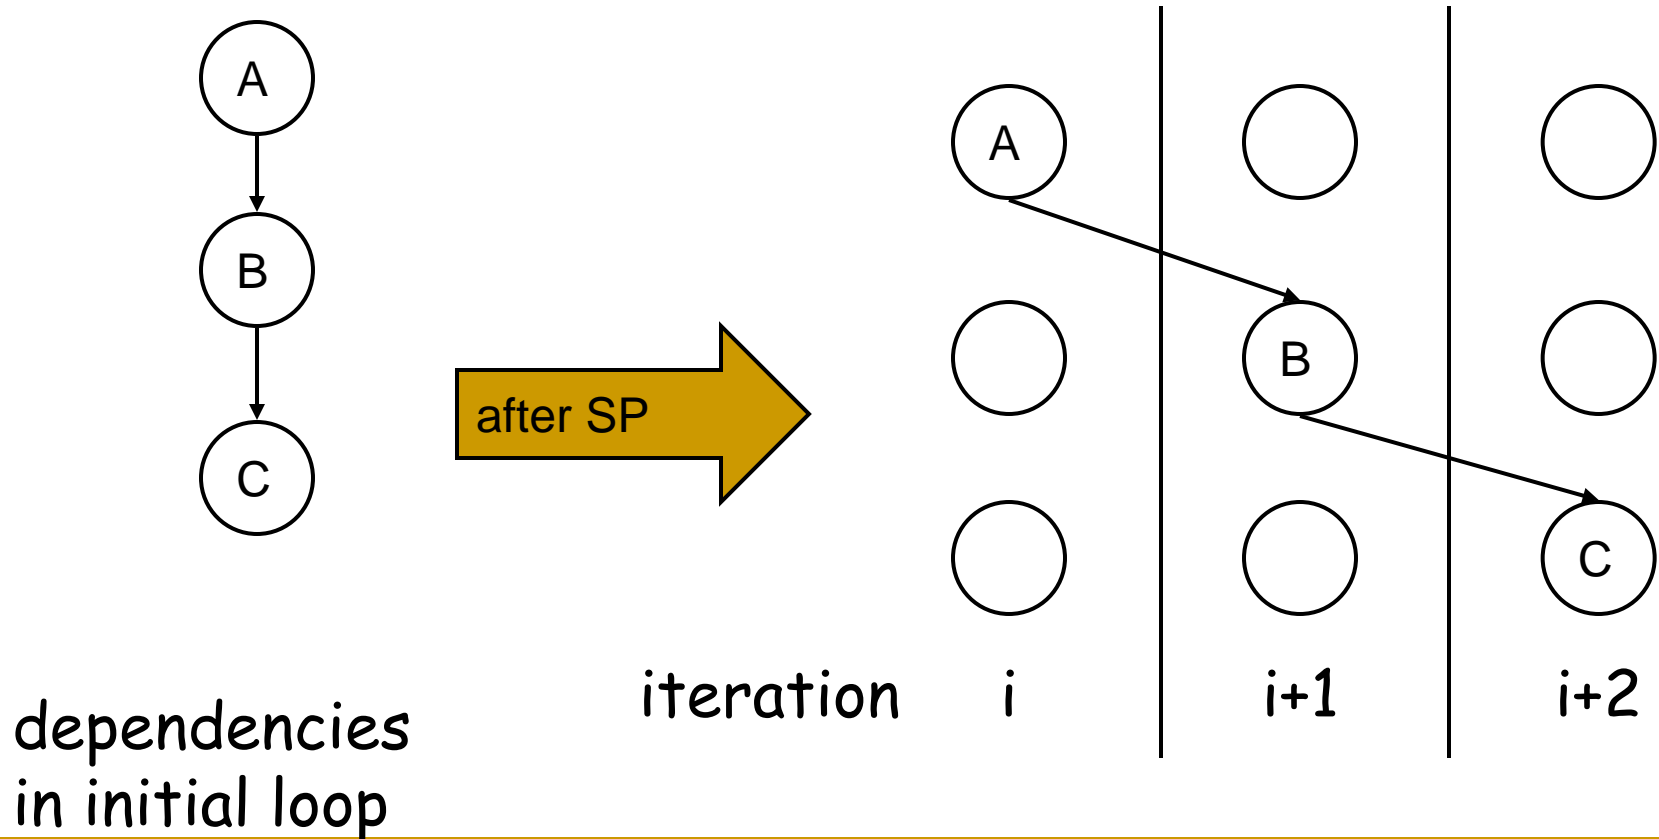 A
B
C
after SP
A
B
C
iteration i i+1 i+2
dependencies
in initial loop